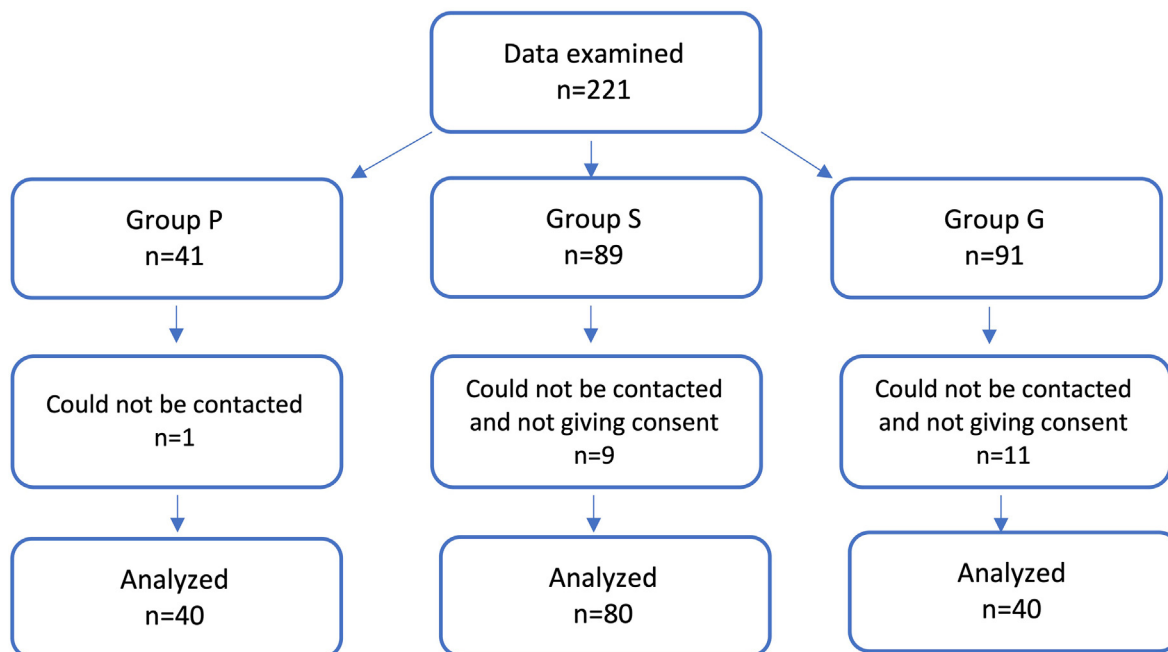 Data examined
n=221
Group P
n=41
Group S
n=89
Group G
n=91
Could not be contacted
n=1
Could not be contacted
and not giving consent
n=9
Could not be contacted
and not giving consent
n=11
Analyzed
n=40
Analyzed
n=80
Analyzed
n=40